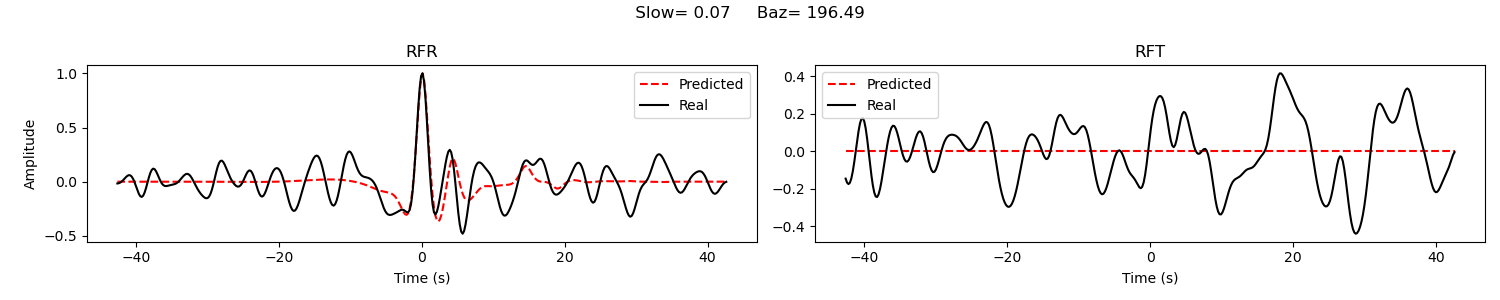 Slow= 0.07 Baz= 196.49
RFR
Amplitude
1.0
0.5
0.0
−0.5
Predicted
Real
−40 −20 0 20 40
Time (s)
RFT
0.4
0.2
0.0
−0.2
−0.4
Predicted
Real
−40 −20 0 20 40
Time (s)